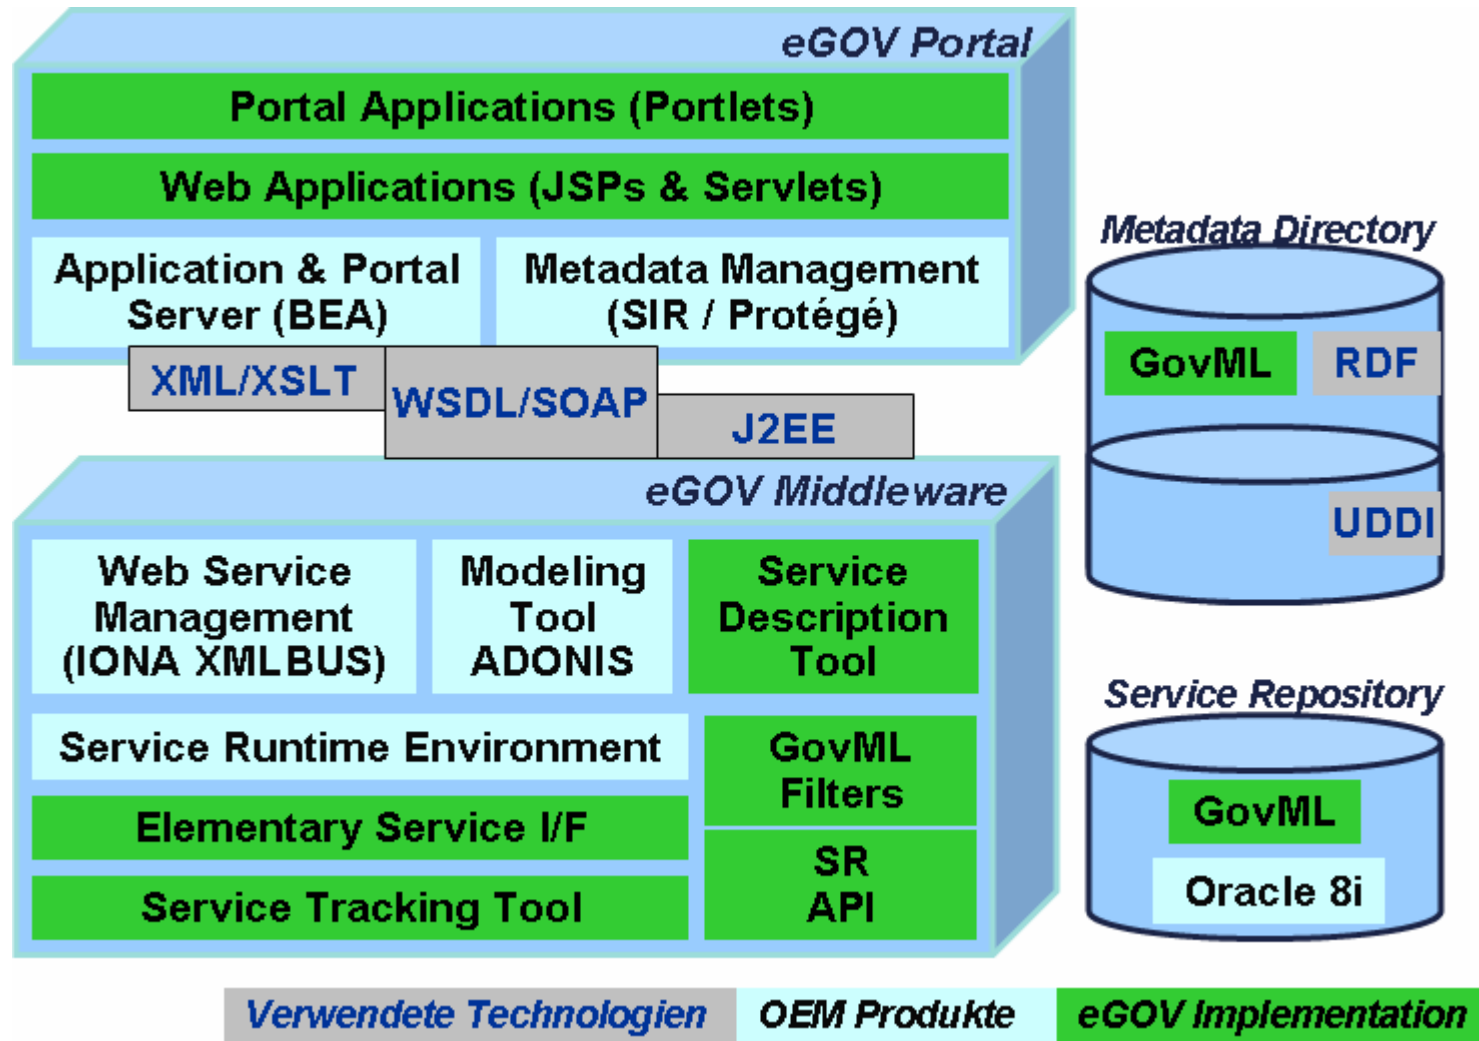 eGOV Portal
Portal Applications (Portlets)
Web Applications (JSPs & Servlets)
Application & Portal
Server (BEA)
Metadata Management
(SIR / Protégé)
XML/XSLT
WSDL/SOAP
J2EE
eGOV Middleware
Web Service
Management
(IONA XMLBUS)
Modeling
Tool
ADONIS
Service
Description
Tool
Service Runtime Environment
GovML
Filters
Elementary Service I/F
SR
API
Service Tracking Tool
Metadata Directory
GovML
RDF
UDDI
Service Repository
GovML
Oracle 8i
Verwendete Technologien
OEM Produkte
eGOV Implementation